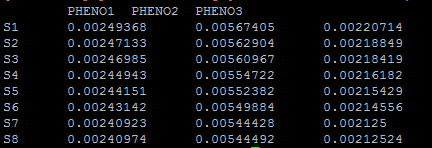 PHENO1 PHENO2 PHENO3
S1 0.00249368 0.00567405 0.00220714
S2 0.00247133 0.00562904 0.00218849
S3 0.00246985 0.00560967 0.00218419
S4 0.00244943 0.00554722 0.00216182
S5 0.00244151 0.00552382 0.00215429
S6 0.00243142 0.00549884 0.00214556
S7 0.00240923 0.00544428 0.002125
S8 0.00240974 0.00544492 0.00212524